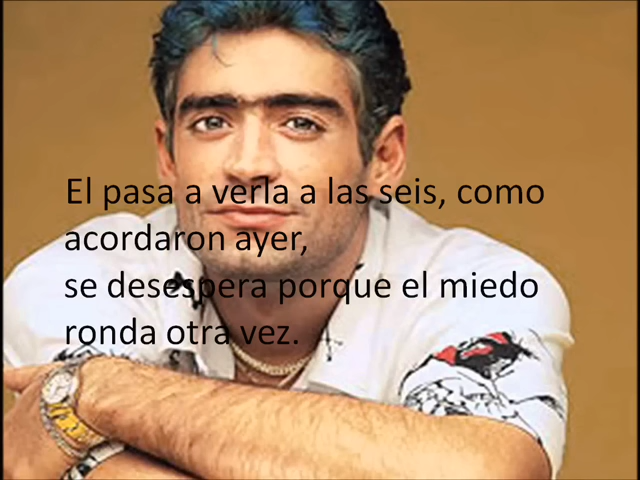 El pasa a verla a las seis, como
acordaron ayer,
se desespera porque el miedo
ronda otra vez.